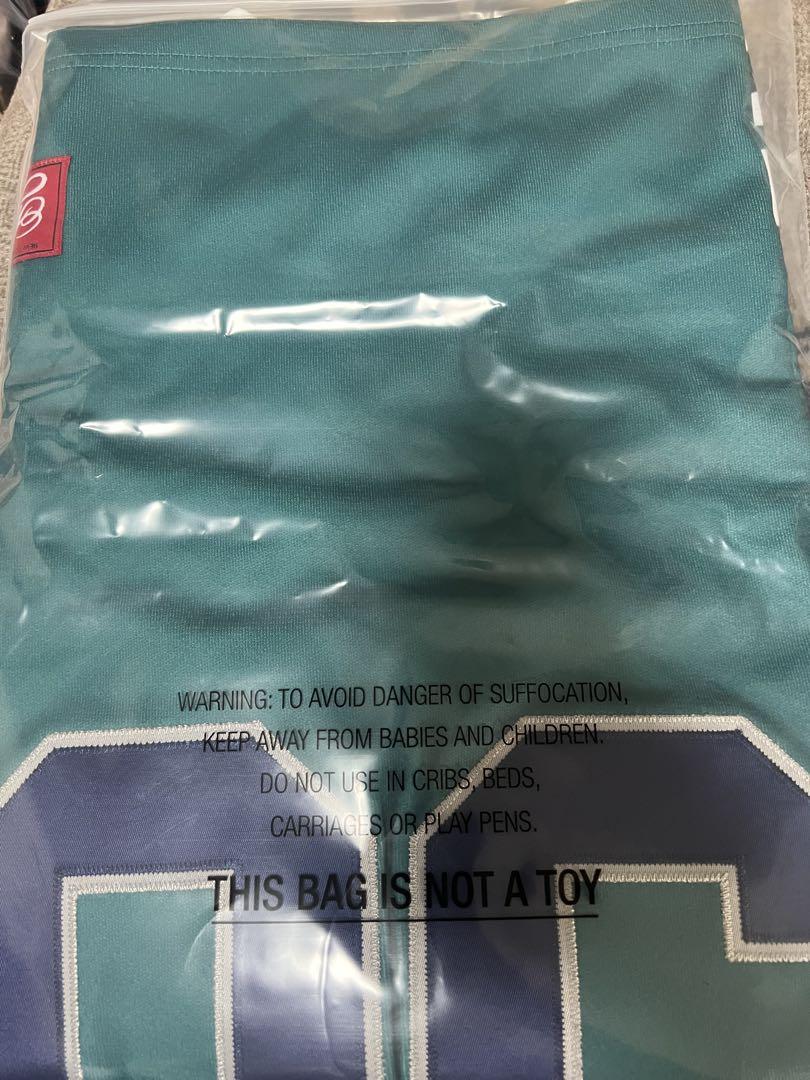 WARNING: TO AVOID DANGER OF SUFFOCATION,
KEEP AWAY FROM BABIES AND CHILDREN.
DO NOT USE IN CRIBS, BEDS,
CARRIAGES OR PLAY PENS.
THIS BAG IS NOT A TOY